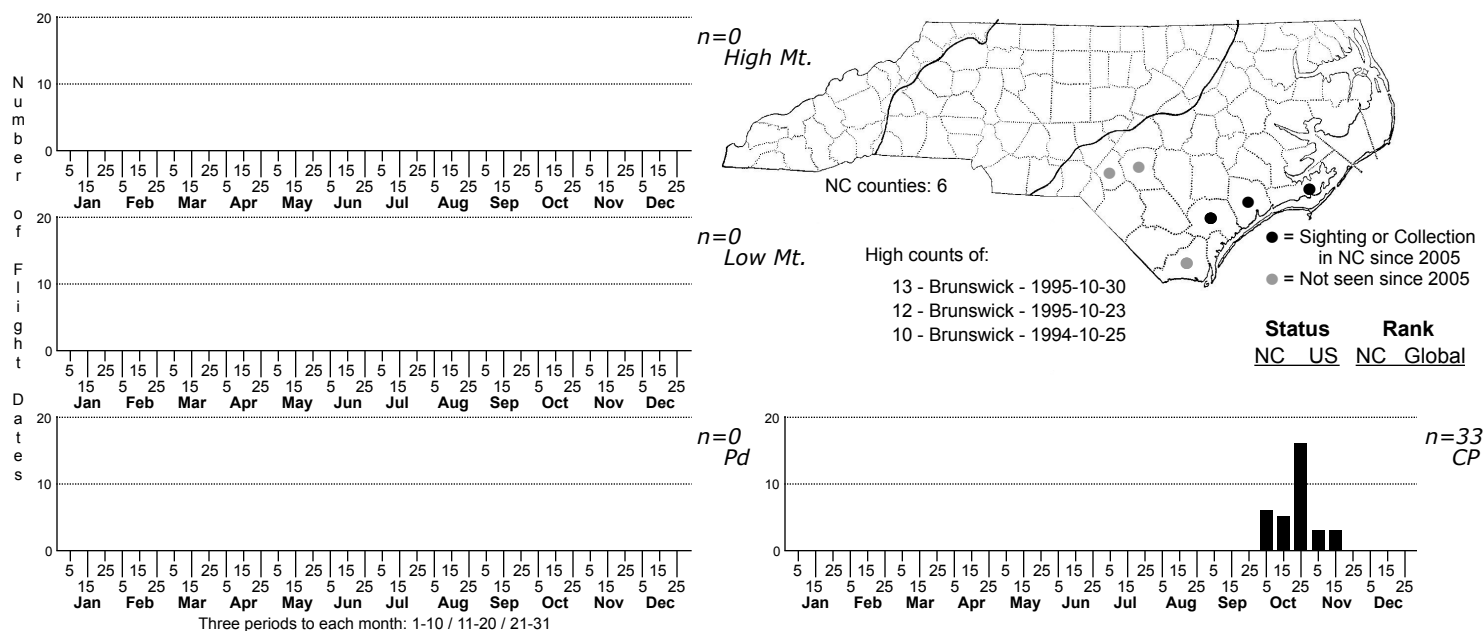 Number of Flight Dates
20
10
0
n=0
High Mt.
5 15 25 5 15 25 5 15 25 5 15 25 5 15 25 5 15 25 5 15 25 5 15 25 5 15 25 5 15 25 5 15 25 5 15 25
Jan Feb Mar Apr May Jun Jul Aug Sep Oct Nov Dec
20
10
0
n=0
Low Mt.
5 15 25 5 15 25 5 15 25 5 15 25 5 15 25 5 15 25 5 15 25 5 15 25 5 15 25 5 15 25 5 15 25 5 15 25
Jan Feb Mar Apr May Jun Jul Aug Sep Oct Nov Dec
20
10
0
n=0
Pd
5 15 25 5 15 25 5 15 25 5 15 25 5 15 25 5 15 25 5 15 25 5 15 25 5 15 25 5 15 25 5 15 25 5 15 25
Jan Feb Mar Apr May Jun Jul Aug Sep Oct Nov Dec
Three periods to each month: 1-10 / 11-20 / 21-31
NC counties: 6
High counts of:
13 - Brunswick - 1995-10-30
12 - Brunswick - 1995-10-23
10 - Brunswick - 1994-10-25
= Sighting or Collection
in NC since 2005
= Not seen since 2005
Status Rank
NC US NC Global
20
10
0
n=33
CP
5 15 25 5 15 25 5 15 25 5 15 25 5 15 25 5 15 25 5 15 25 5 15 25 5 15 25 5 15 25 5 15 25 5 15 25
Jan Feb Mar Apr May Jun Jul Aug Sep Oct Nov Dec